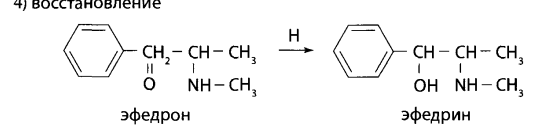 4) восстановление
C — CH₂ — CH — CH₃
O NH — CH₃
H
CH — CH — CH₃
OH NH — CH₃
эфедрон эфедрин